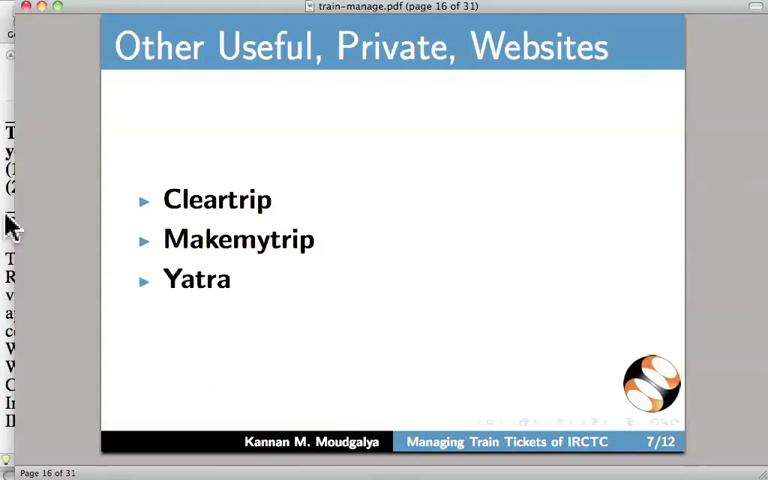 train-manage.pdf (page 16 of 31)
Other Useful, Private, Websites
Cleartrip
Makemytrip
Yatra
Kannan M. Moudgalya
Managing Train Tickets of IRCTC
7/12
Page 16 of 31